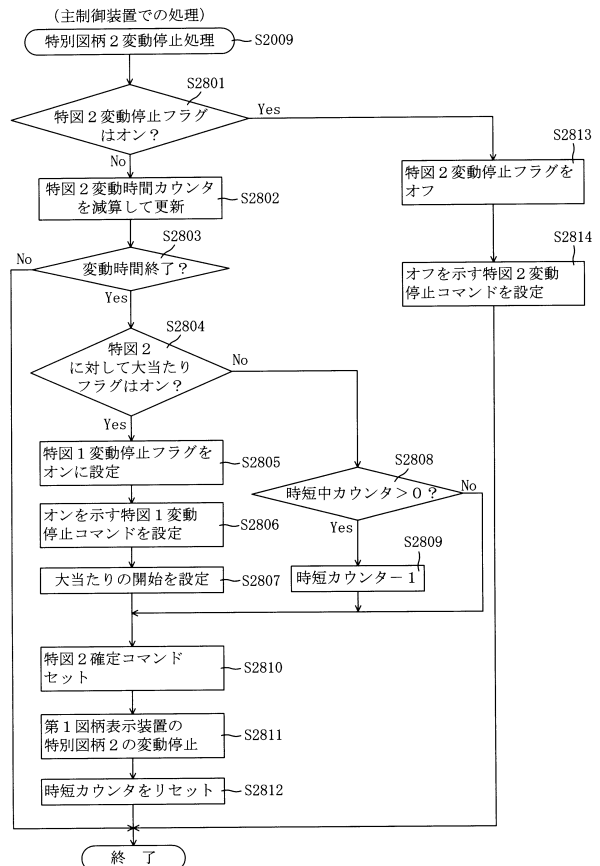 (主制御装置での処理)
特別図柄2変動停止処理
S2009
S2801
特図2変動停止フラグ
はオン?
Yes
No
S2813
特図2変動停止フラグを
オフ
特図2変動時間カウンタ
を減算して更新
S2802
S2803
No
変動時間終了?
Yes
S2814
オフを示す特図2変動
停止コマンドを設定
S2804
特図2
に対して大当たり
フラグはオン?
No
Yes
特図1変動停止フラグを
オンに設定
S2805
S2808
時短中カウンタ>0?
No
Yes
オンを示す特図1変動
停止コマンドを設定
S2806
S2809
大当たりの開始を設定
S2807
時短カウンター1
特図2確定コマンド
セット
S2810
第1図柄表示装置の
特別図柄2の変動停止
S2811
時短カウンタをリセット
S2812
終 了